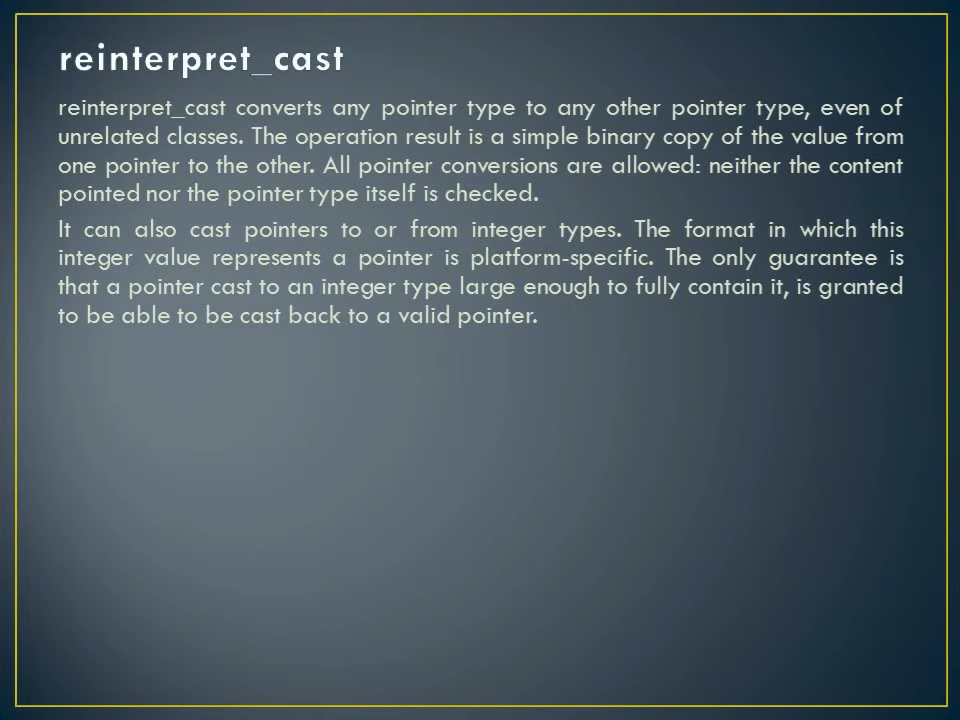 reinterpret_cast
reinterpret_cast converts any pointer type to any other pointer type, even of
unrelated classes. The operation result is a simple binary copy of the value from
one pointer to the other. All pointer conversions are allowed: neither the content
pointed nor the pointer type itself is checked.
It can also cast pointers to or from integer types. The format in which this
integer value represents a pointer is platform-specific. The only guarantee is
that a pointer cast to an integer type large enough to fully contain it, is granted
to be able to be cast back to a valid pointer.